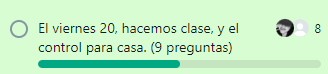 El viernes 20, hacemos clase, y el 8
control para casa. (9 preguntas)